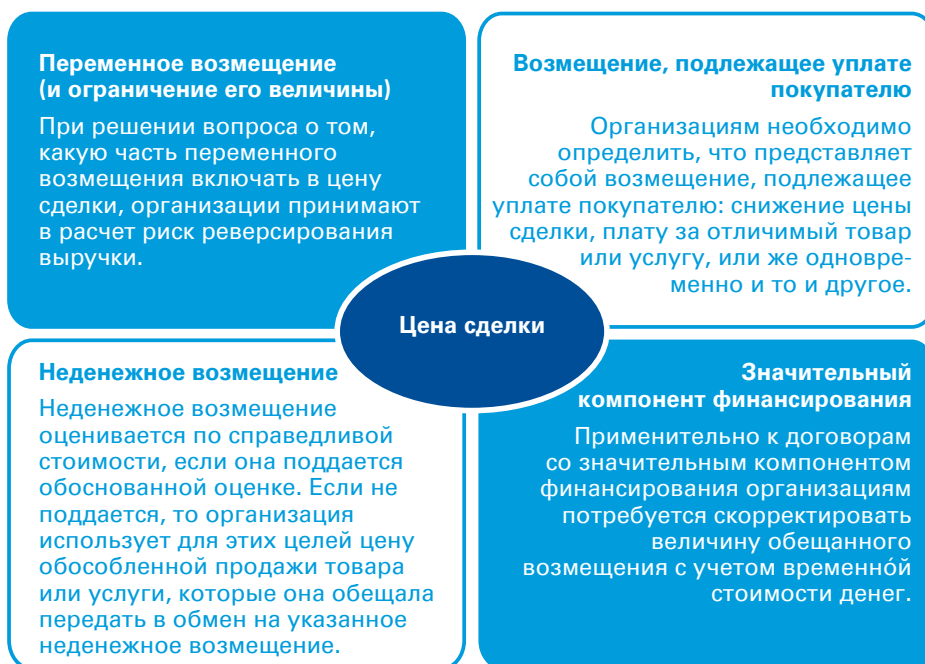 Переменное возмещение
(и ограничение его величины)
При решении вопроса о том,
какую часть переменного
возмещения включать в цену
сделки, организации принимают
в расчет риск реверсирования
выручки.
Возмещение, подлежащее уплате
покупателю
Организациям необходимо
определить, что представляет
собой возмещение, подлежащее
уплате покупателю: снижение цены
сделки, плату за отличимый товар
или услугу, или же одновре-
менно и то и другое.
Цена сделки
Неденежное возмещение
Неденежное возмещение
оценивается по справедливой
стоимости, если она поддается
обоснованной оценке. Если не
поддается, то организация
использует для этих целей цену
обособленной продажи товара
или услуги, которые она обещала
передать в обмен на указанное
неденежное возмещение.
Значительный
компонент финансирования
Применительно к договорам
со значительным компонентом
финансирования организациям
потребуется скорректировать
величину обещанного
возмещения с учетом временно́й
стоимости денег.